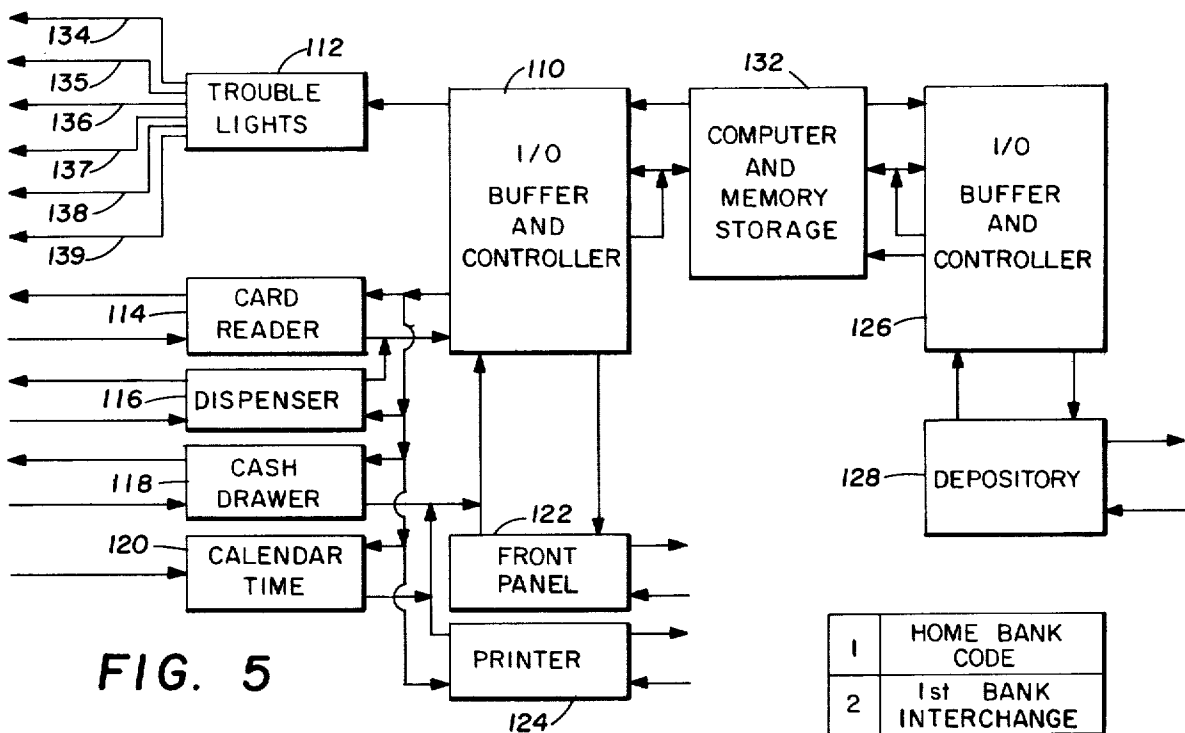 134
135
136
137
138
139
112
TROUBLE
LIGHTS
110
I/O
BUFFER
AND
CONTROLLER
132
COMPUTER
AND
MEMORY
STORAGE
I/O
BUFFER
AND
CONTROLLER
126
114
CARD
READER
116
DISPENSER
118
CASH
DRAWER
120
CALENDAR
TIME
122
FRONT
PANEL
PRINTER
124
128
DEPOSITORY
FIG. 5
1 HOME BANK
CODE
2 1st BANK
INTERCHANGE